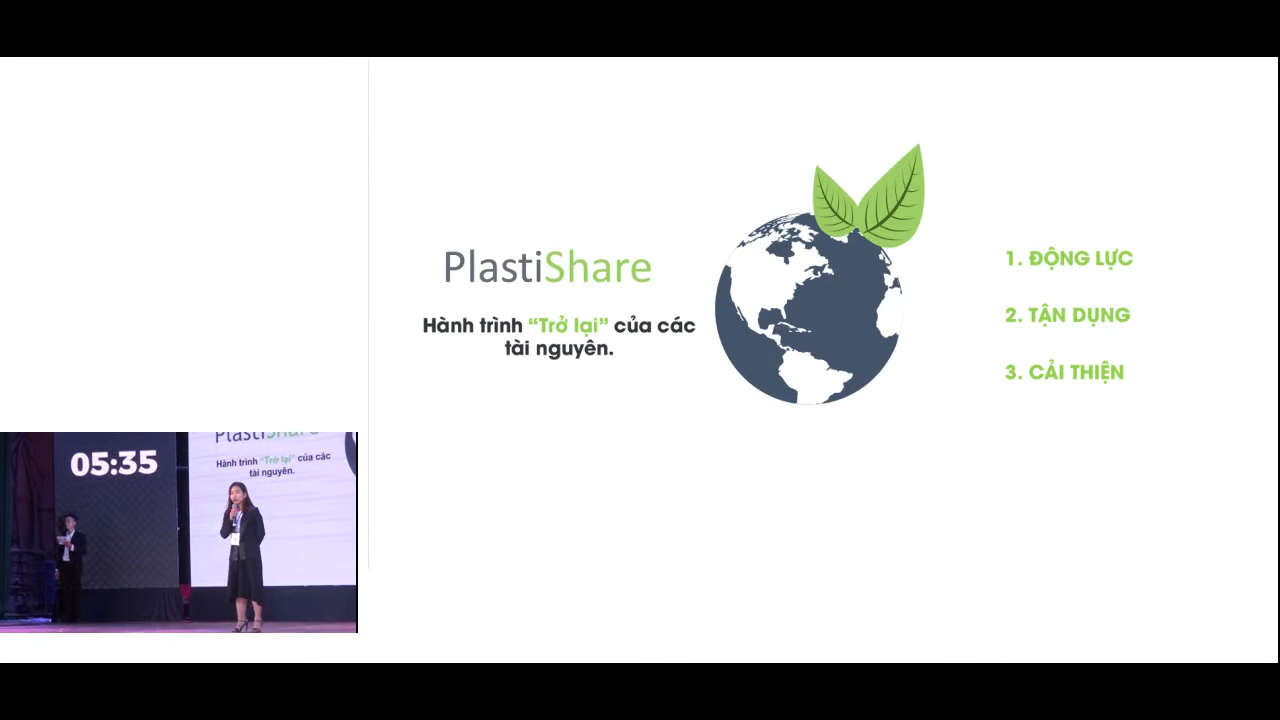 PlastiShare
Hành trình “Trở lại” của các
tài nguyên.
1. ĐỘNG LỰC
2. TẬN DỤNG
3. CẢI THIỆN
05:35
PlastiShare
Hành trình “Trở lại” của các
tài nguyên.